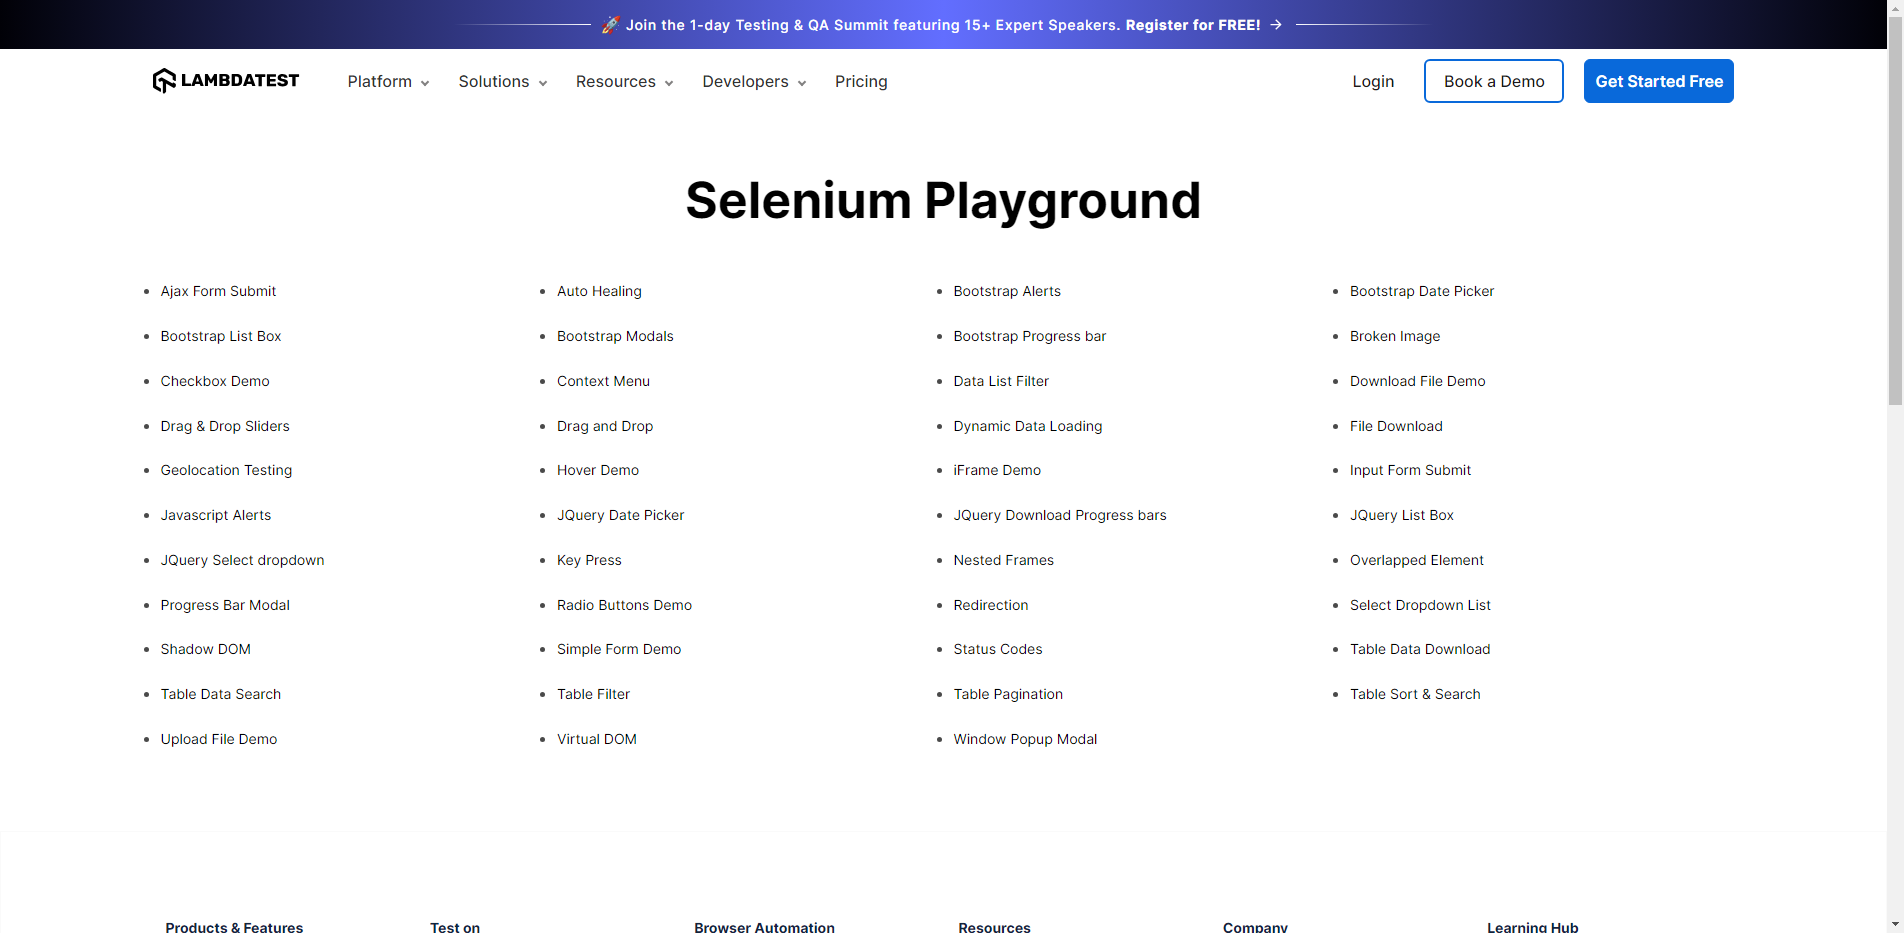 🚀 Join the 1-day Testing & QA Summit featuring 15+ Expert Speakers. Register for FREE! →
LAMBDATEST Platform Solutions Resources Developers Pricing Login Book a Demo Get Started Free
Selenium Playground
Ajax Form Submit
Auto Healing
Bootstrap Alerts
Bootstrap Date Picker
Bootstrap List Box
Bootstrap Modals
Bootstrap Progress bar
Broken Image
Checkbox Demo
Context Menu
Data List Filter
Download File Demo
Drag & Drop Sliders
Drag and Drop
Dynamic Data Loading
File Download
Geolocation Testing
Hover Demo
iFrame Demo
Input Form Submit
Javascript Alerts
JQuery Date Picker
JQuery Download Progress bars
JQuery List Box
JQuery Select dropdown
Key Press
Nested Frames
Overlapped Element
Progress Bar Modal
Radio Buttons Demo
Redirection
Select Dropdown List
Shadow DOM
Simple Form Demo
Status Codes
Table Data Download
Table Data Search
Table Filter
Table Pagination
Table Sort & Search
Upload File Demo
Virtual DOM
Window Popup Modal
Products & Features
Test on
Browser Automation
Resources
Company
Learning Hub